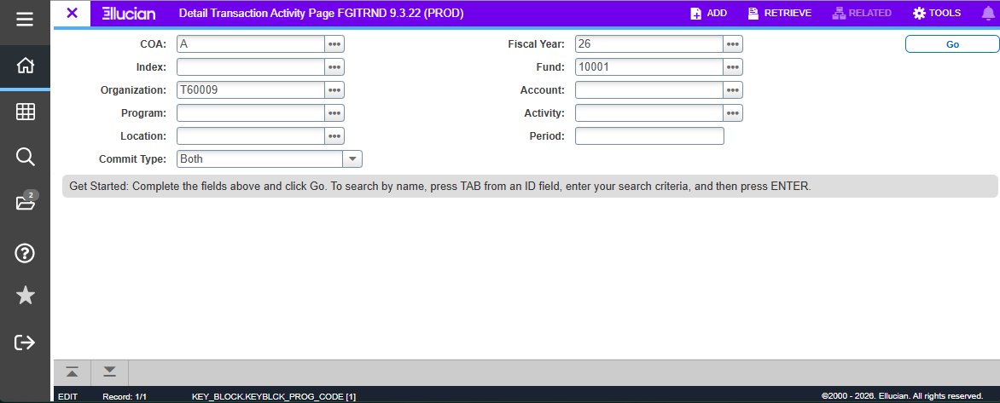 Ellucian Detail Transaction Activity Page FGITRND 9.3.22 (PROD) ADD RETRIEVE RELATED TOOLS
COA: A Fiscal Year: 26 Go
Index: Fund: 10001
Organization: T60009 Account:
Program: Activity:
Location: Period:
Commit Type: Both
Get Started: Complete the fields above and click Go. To search by name, press TAB from an ID field, enter your search criteria, and then press ENTER.
2
EDIT Record: 1/1 KEY_BLOCK.KEYBLCK_PROG_CODE [1] ©2000 - 2026. Ellucian. All rights reserved.